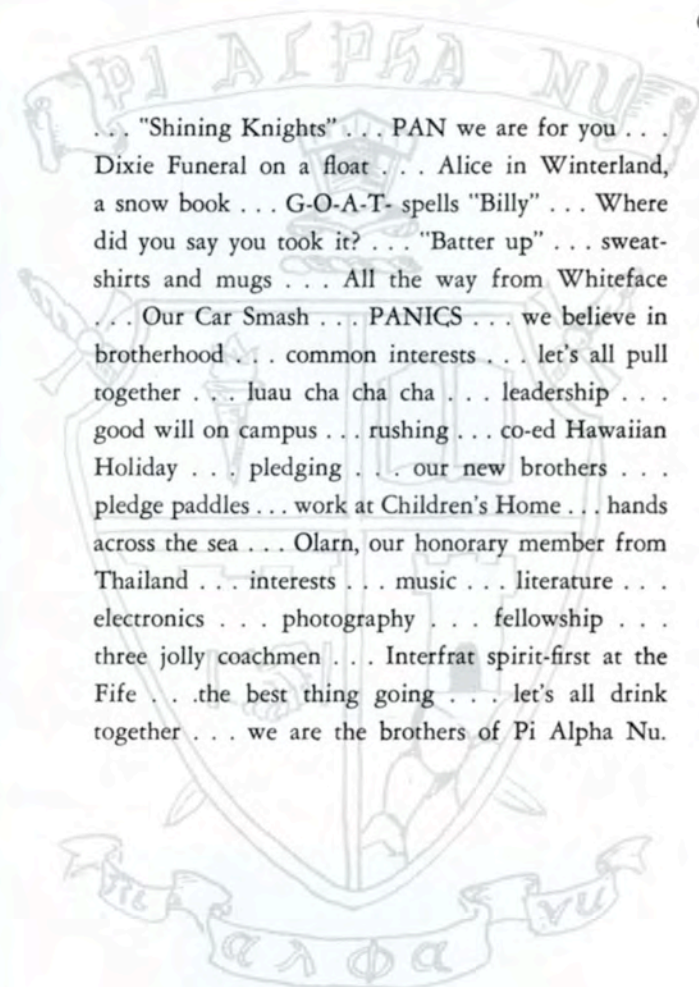 PI ALPHA NU
. . . "Shining Knights" . . . PAN we are for you . . .
Dixie Funeral on a float . . . Alice in Winterland,
a snow book . . . G-O-A-T- spells "Billy" . . . Where
did you say you took it? . . . "Batter up" . . . sweat-
shirts and mugs . . . All the way from Whiteface
. . . Our Car Smash . . . PANICS . . . we believe in
brotherhood . . . common interests . . . let's all pull
together . . . luau cha cha cha . . . leadership . . .
good will on campus . . . rushing . . . co-ed Hawaiian
Holiday . . . pledging . . . our new brothers . . .
pledge paddles . . . work at Children's Home . . . hands
across the sea . . . Olarn, our honorary member from
Thailand . . . interests . . . music . . . literature . . .
electronics . . . photography . . . fellowship . . .
three jolly coachmen . . . Interfrat spirit-first at the
Fife . . .the best thing going . . . let's all drink
together . . . we are the brothers of Pi Alpha Nu.
α λ Φ α